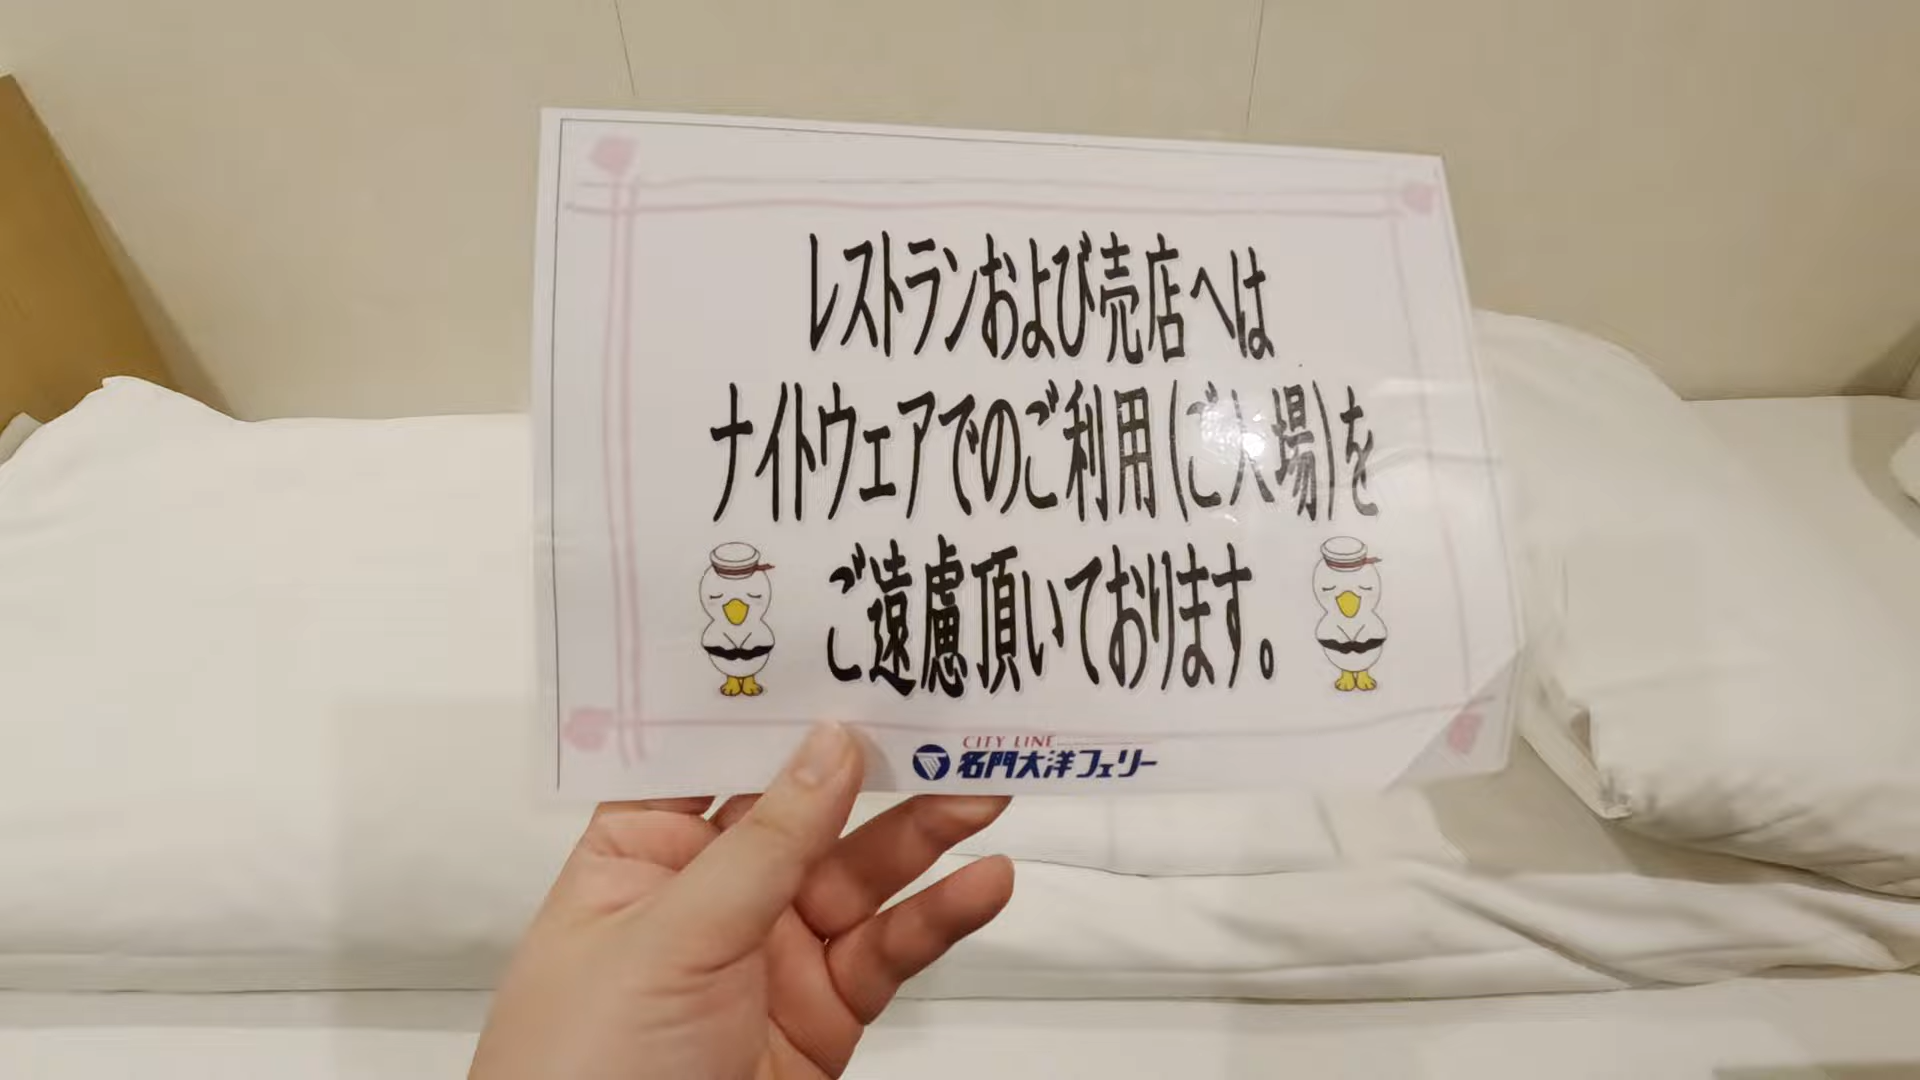 レストランおよび売店へは
ナイトウェアでのご利用(ご入場)を
ご遠慮頂いております。
CITY LINE
名門大洋フェリー